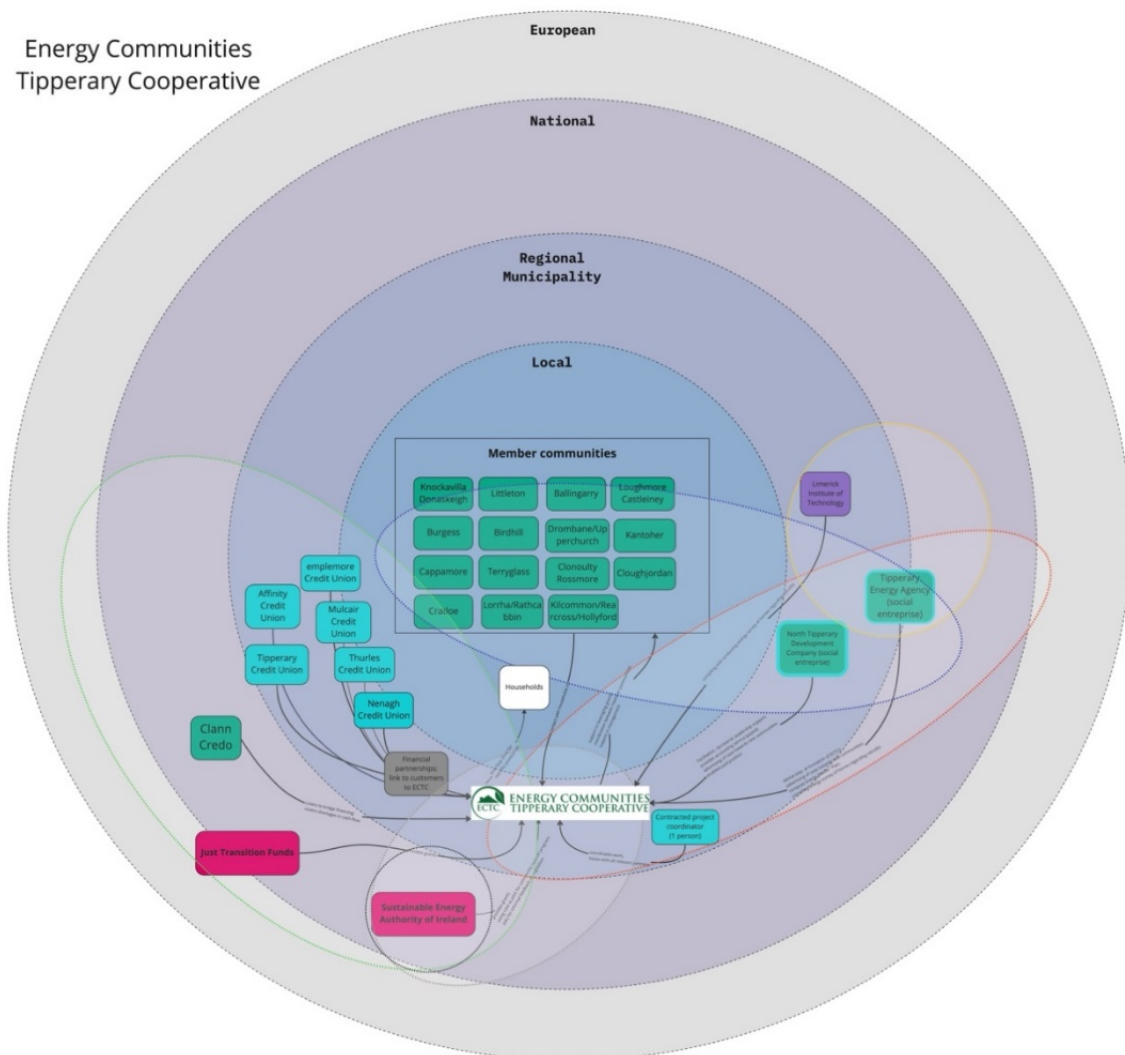 Energy Communities
Tipperary Cooperative
European
National
Regional
Municipality
Local
Member communities
Knockavilla
Donaskeigh
Littleton
Ballingarry
Loughmore
Castleiney
Burgess
Birdhill
Drombane/Up
perchurch
Kantoher
Cappamore
Terryglass
Clonoulty
Rossmore
Cloughjordan
Cratloe
Lorrha/Rathca
bbin
Kilcommon/Rea
rcross/Hollyford
Limerick
Institute of
Technology
Tipperary
Energy Agency
(social
entreprise)
North Tipperary
Development
Company (social
entreprise)
emplemore
Credit Union
Affinity
Credit
Union
Mulcair
Credit
Union
Tipperary
Credit Union
Thurles
Credit Union
Nenagh
Credit Union
Households
Clann
Credo
Financial
partnerships;
link to customers
to ECTC
ECTC
ENERGY COMMUNITIES
TIPPERARY COOPERATIVE
Contracted project
coordinator
(1 person)
Just Transition Funds
Sustainable Energy
Authority of Ireland